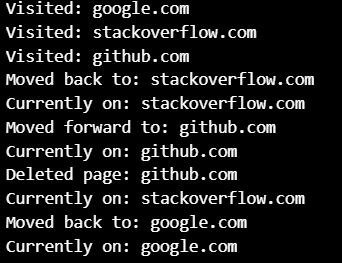 Visited: google.com
Visited: stackoverflow.com
Visited: github.com
Moved back to: stackoverflow.com
Currently on: stackoverflow.com
Moved forward to: github.com
Currently on: github.com
Deleted page: github.com
Currently on: stackoverflow.com
Moved back to: google.com
Currently on: google.com